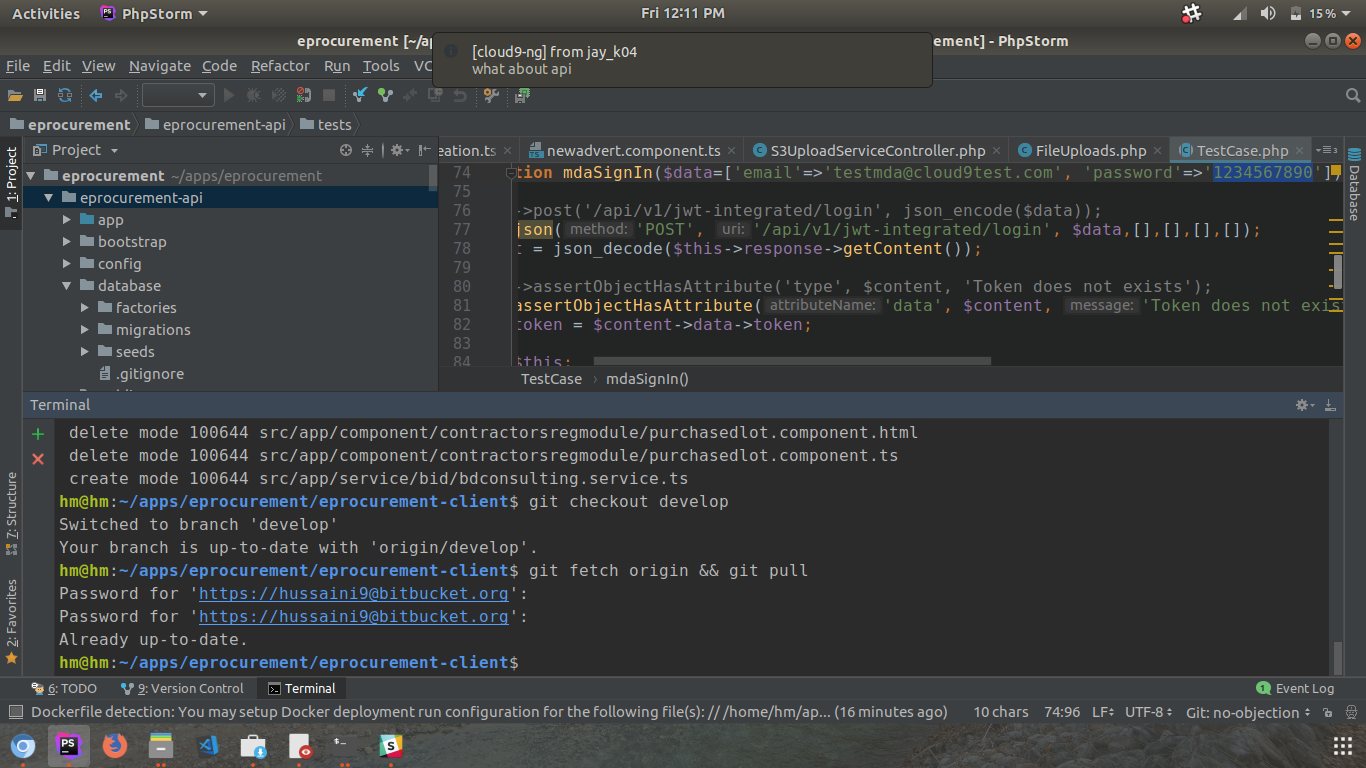 Activities PhpStorm Fri 12:11 PM 15%
eprocurement [~/ap ement] - PhpStorm
[cloud9-ng] from jay_k04
what about api
File Edit View Navigate Code Refactor Run Tools VC
eprocurement eprocurement-api tests
Project
eation.ts newadvert.component.ts S3UploadServiceController.php FileUploads.php TestCase.php 3
1: Project
7: Structure
2: Favorites
Database
eprocurement ~/apps/eprocurement
eprocurement-api
app
bootstrap
config
database
factories
migrations
seeds
.gitignore
74 tion mdaSignIn($data=['email'=>'testmda@cloud9test.com', 'password'=>'1234567890'])
75
76 ->post('/api/v1/jwt-integrated/login', json_encode($data));
77 json( method: 'POST', uri: '/api/v1/jwt-integrated/login', $data,[],[],[],[]);
78 = json_decode($this->response->getContent());
79
80 ->assertObjectHasAttribute('type', $content, 'Token does not exists');
81 assertObjectHasAttribute( attributeName: 'data', $content, message: 'Token does not exis
82 token = $content->data->token;
83
84 $this;
TestCase › mdaSignIn()
Terminal
delete mode 100644 src/app/component/contractorsregmodule/purchasedlot.component.html
delete mode 100644 src/app/component/contractorsregmodule/purchasedlot.component.ts
create mode 100644 src/app/service/bid/bdconsulting.service.ts
hm@hm:~/apps/eprocurement/eprocurement-client$ git checkout develop
Switched to branch 'develop'
Your branch is up-to-date with 'origin/develop'.
hm@hm:~/apps/eprocurement/eprocurement-client$ git fetch origin && git pull
Password for 'https://hussaini9@bitbucket.org':
Password for 'https://hussaini9@bitbucket.org':
Already up-to-date.
hm@hm:~/apps/eprocurement/eprocurement-client$
6: TODO 9: Version Control Terminal 1 Event Log
Dockerfile detection: You may setup Docker deployment run configuration for the following file(s): ///home/hm/ap... (16 minutes ago) 10 chars 74:96 LF UTF-8 Git: no-objection